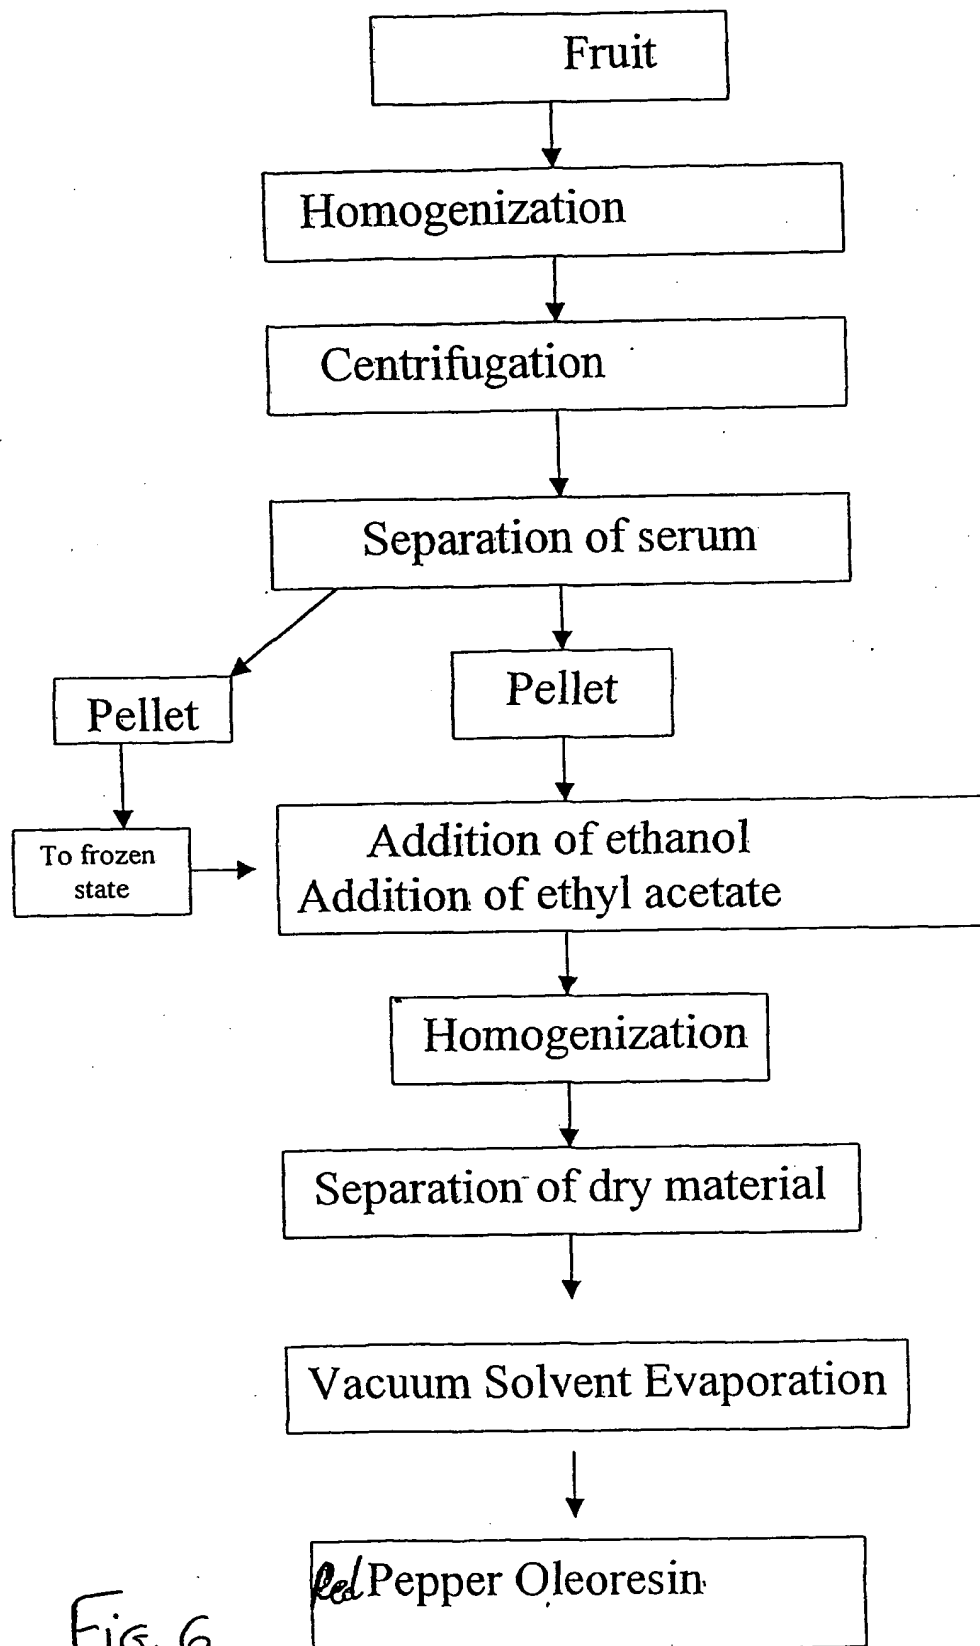 Fruit
Homogenization
Centrifugation
Separation of serum
Pellet
Pellet
To frozen
state
Addition of ethanol
Addition of ethyl acetate
Homogenization
Separation of dry material
Vacuum Solvent Evaporation
Red Pepper Oleoresin
Fig. 6